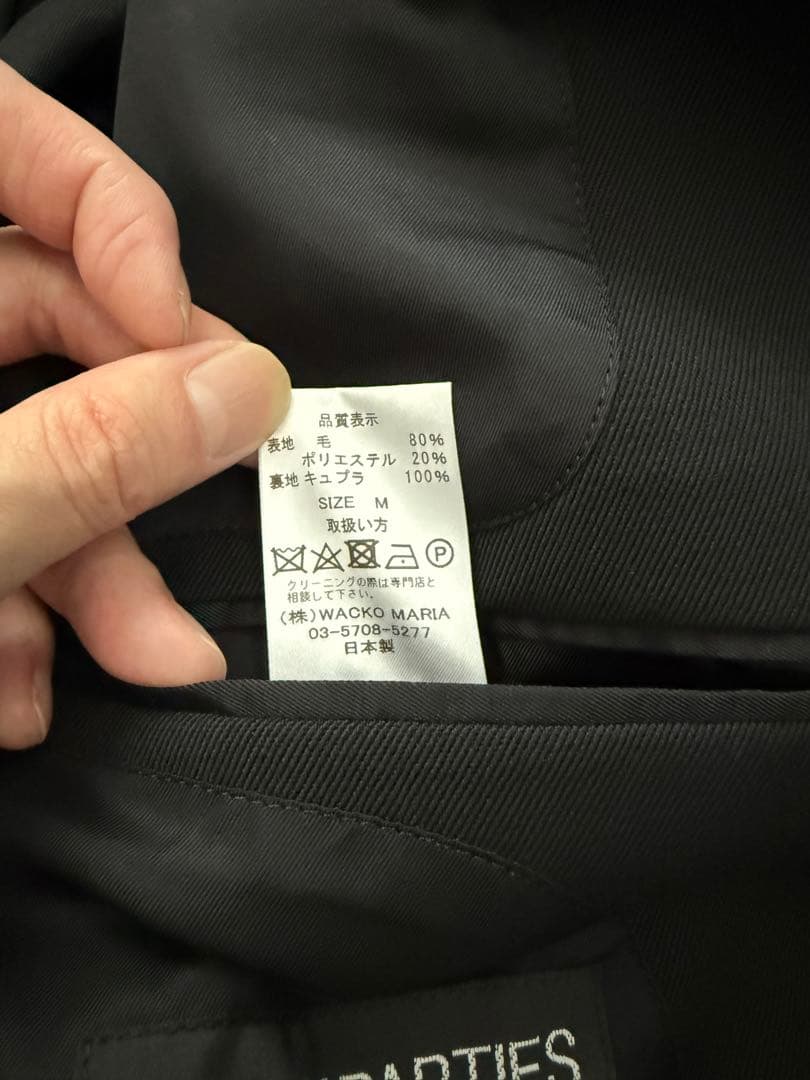 品質表示
表地 毛 80%
ポリエステル 20%
裏地 キュプラ 100%
SIZE M
取扱い方
P
クリーニングの際は専門店と
相談して下さい。
(株)WACKO MARIA
03-5708-5277
日本製
PARTIES